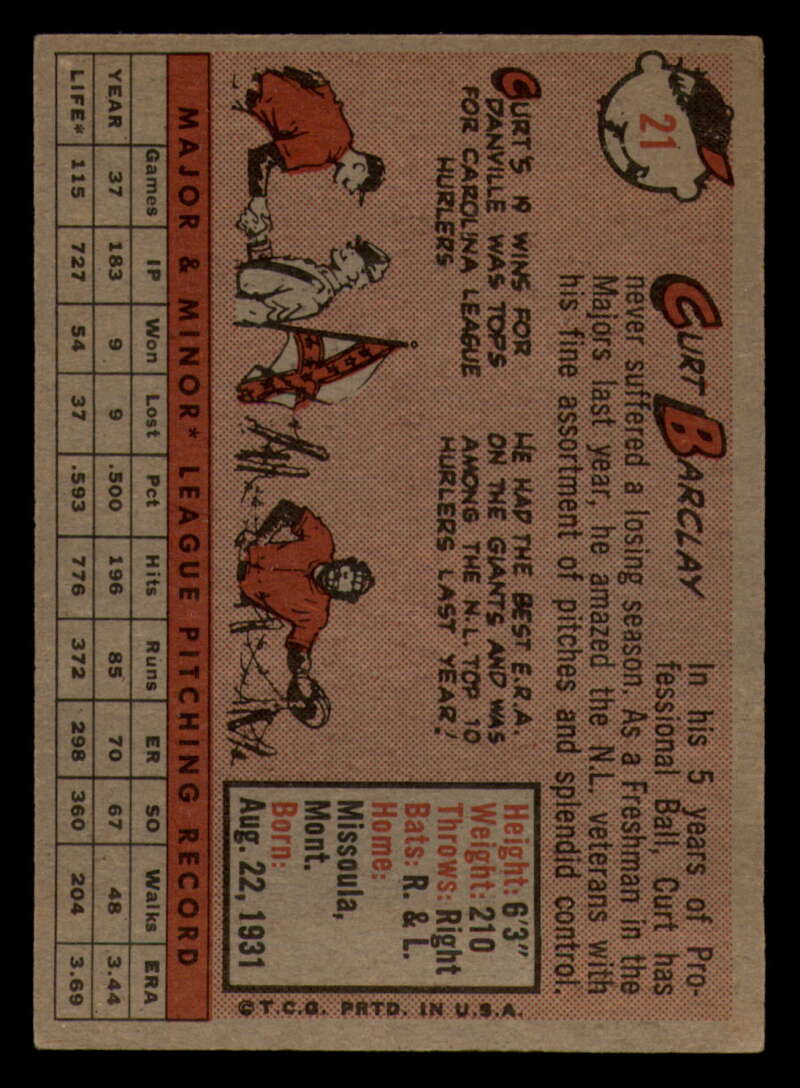 21
CURT BARCLAY
In his 5 years of Pro-
fessional Ball, Curt has
never suffered a losing season. As a Freshman in the
Majors last year, he amazed the N.L. veterans with
his fine assortment of pitches and splendid control.
CURT'S 19 WINS FOR
DANVILLE WAS TOPS
FOR CAROLINA LEAGUE
HURLERS
HE HAD THE BEST E.R.A.
ON THE GIANTS AND WAS
AMONG THE N.L. TOP 10
HURLERS LAST YEAR!
Height: 6'3"
Weight: 210
Throws: Right
Bats: R. & L.
Home:
Missoula,
Mont.
Born:
Aug. 22, 1931
©T.C.G. PRTD. IN U.S.A.
MAJOR & MINOR* LEAGUE PITCHING RECORD
Games IP Won Lost Pct Hits Runs ER SO Walks ERA
YEAR 37 183 9 9 .500 196 85 70 67 48 3.44
LIFE* 115 727 54 37 .593 776 372 298 360 204 3.69